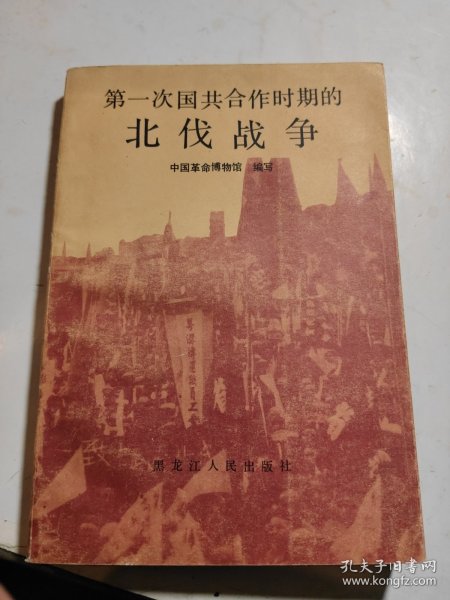 第一次国共合作时期的
北伐战争
中国革命博物馆 编写
黑龙江人民出版社
孔夫子旧书网
www.kongfz.com